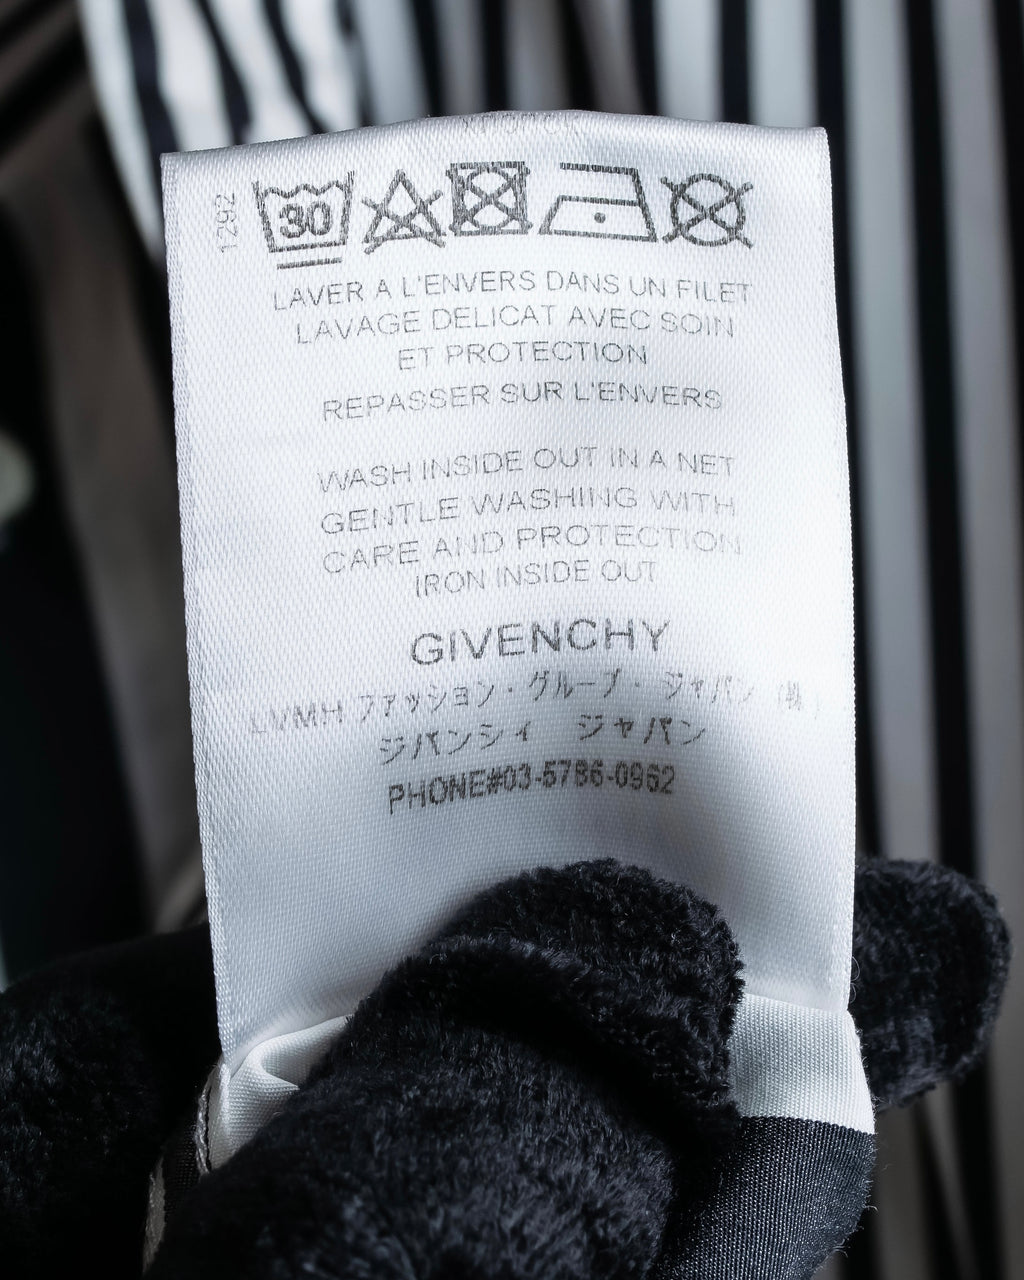 1292
30
LAVER A L'ENVERS DANS UN FILET
LAVAGE DELICAT AVEC SOIN
ET PROTECTION
REPASSER SUR L'ENVERS
WASH INSIDE OUT IN A NET
GENTLE WASHING WITH
CARE AND PROTECTION
IRON INSIDE OUT
GIVENCHY
LVMH ファッション・グループ・ジャパン (株)
ジバンシィ ジャパン
PHONE#03-5786-0962